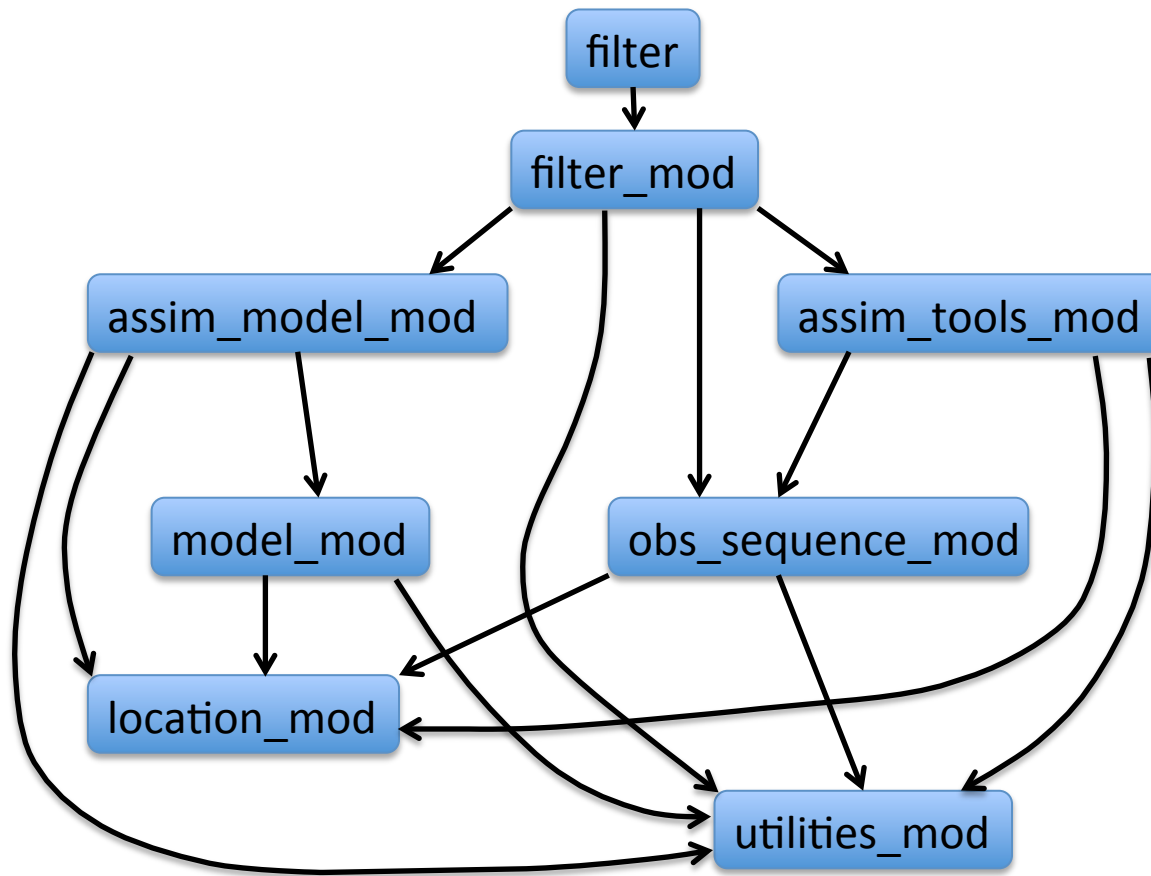 filter
filter_mod
assim_model_mod
assim_tools_mod
model_mod
obs_sequence_mod
location_mod
utilities_mod